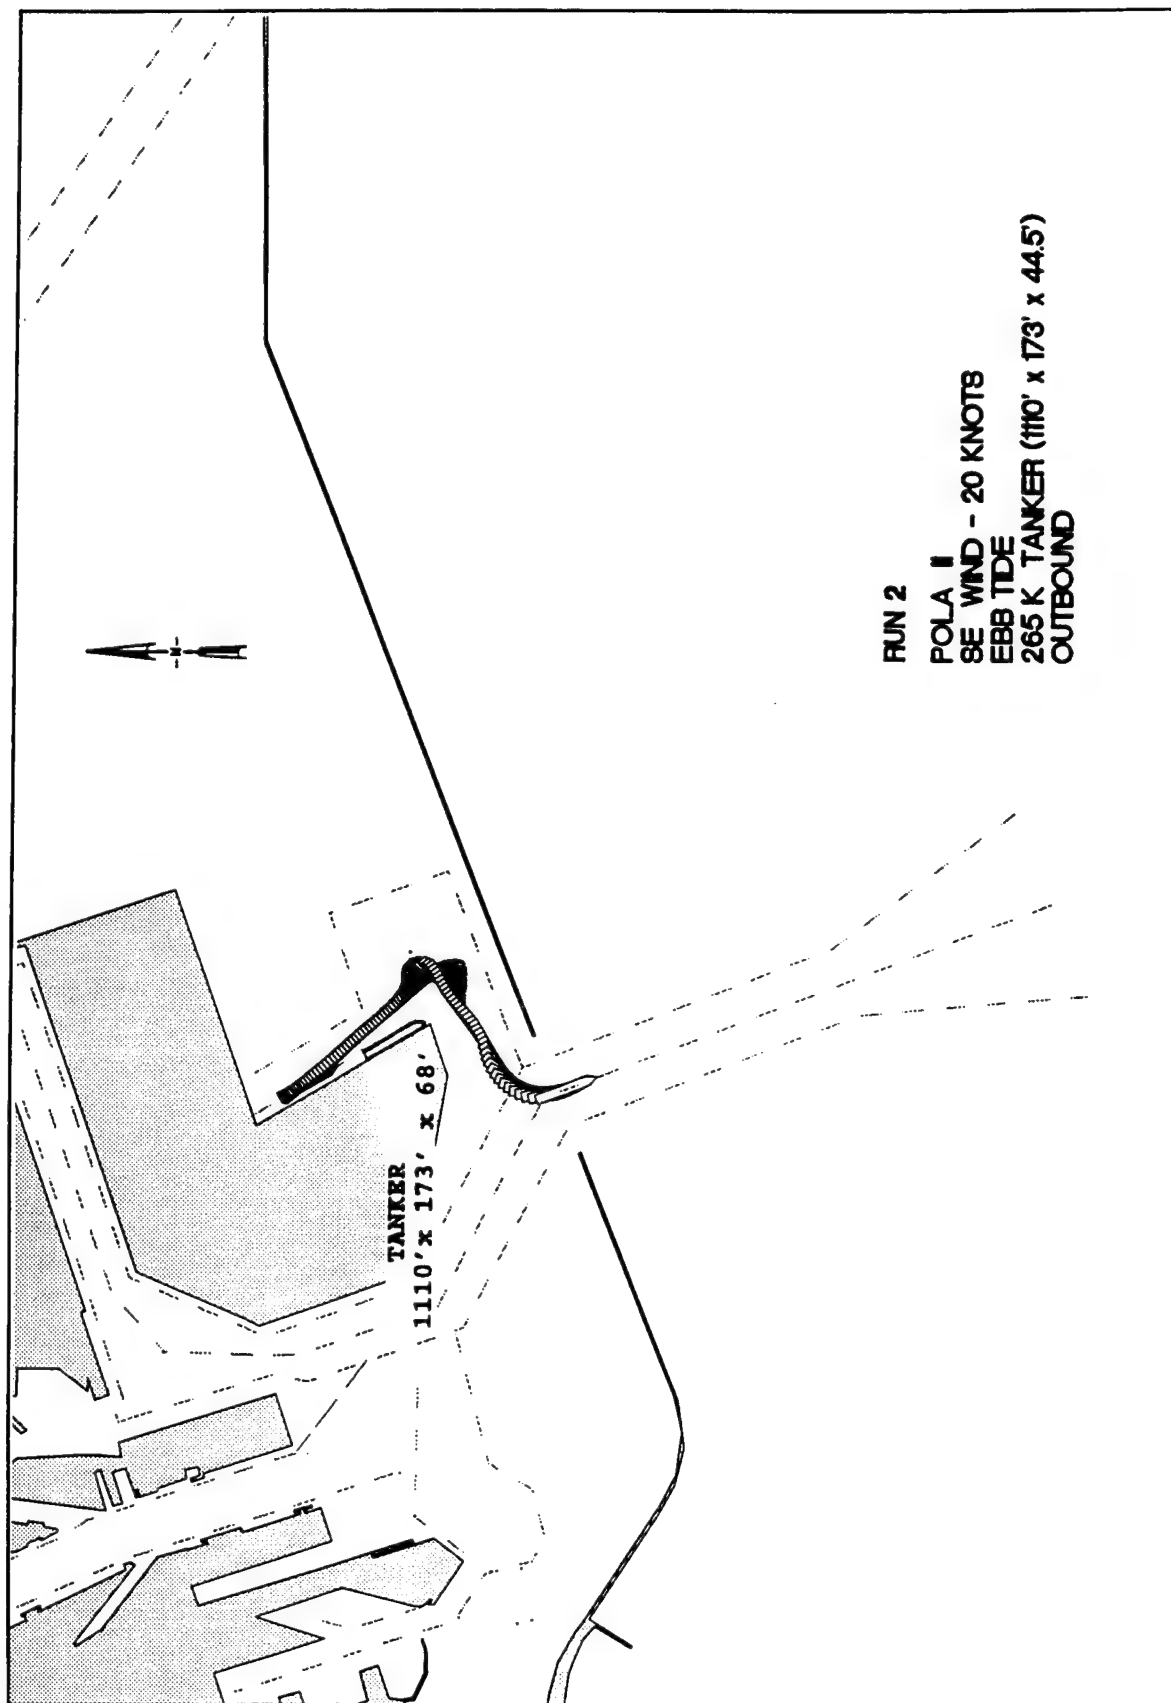 N
TANKER
1110'x 173' x 68'
RUN 2
POLA II
SE WIND - 20 KNOTS
EBB TIDE
265 K TANKER (1110' x 173' x 44.5')
OUTBOUND